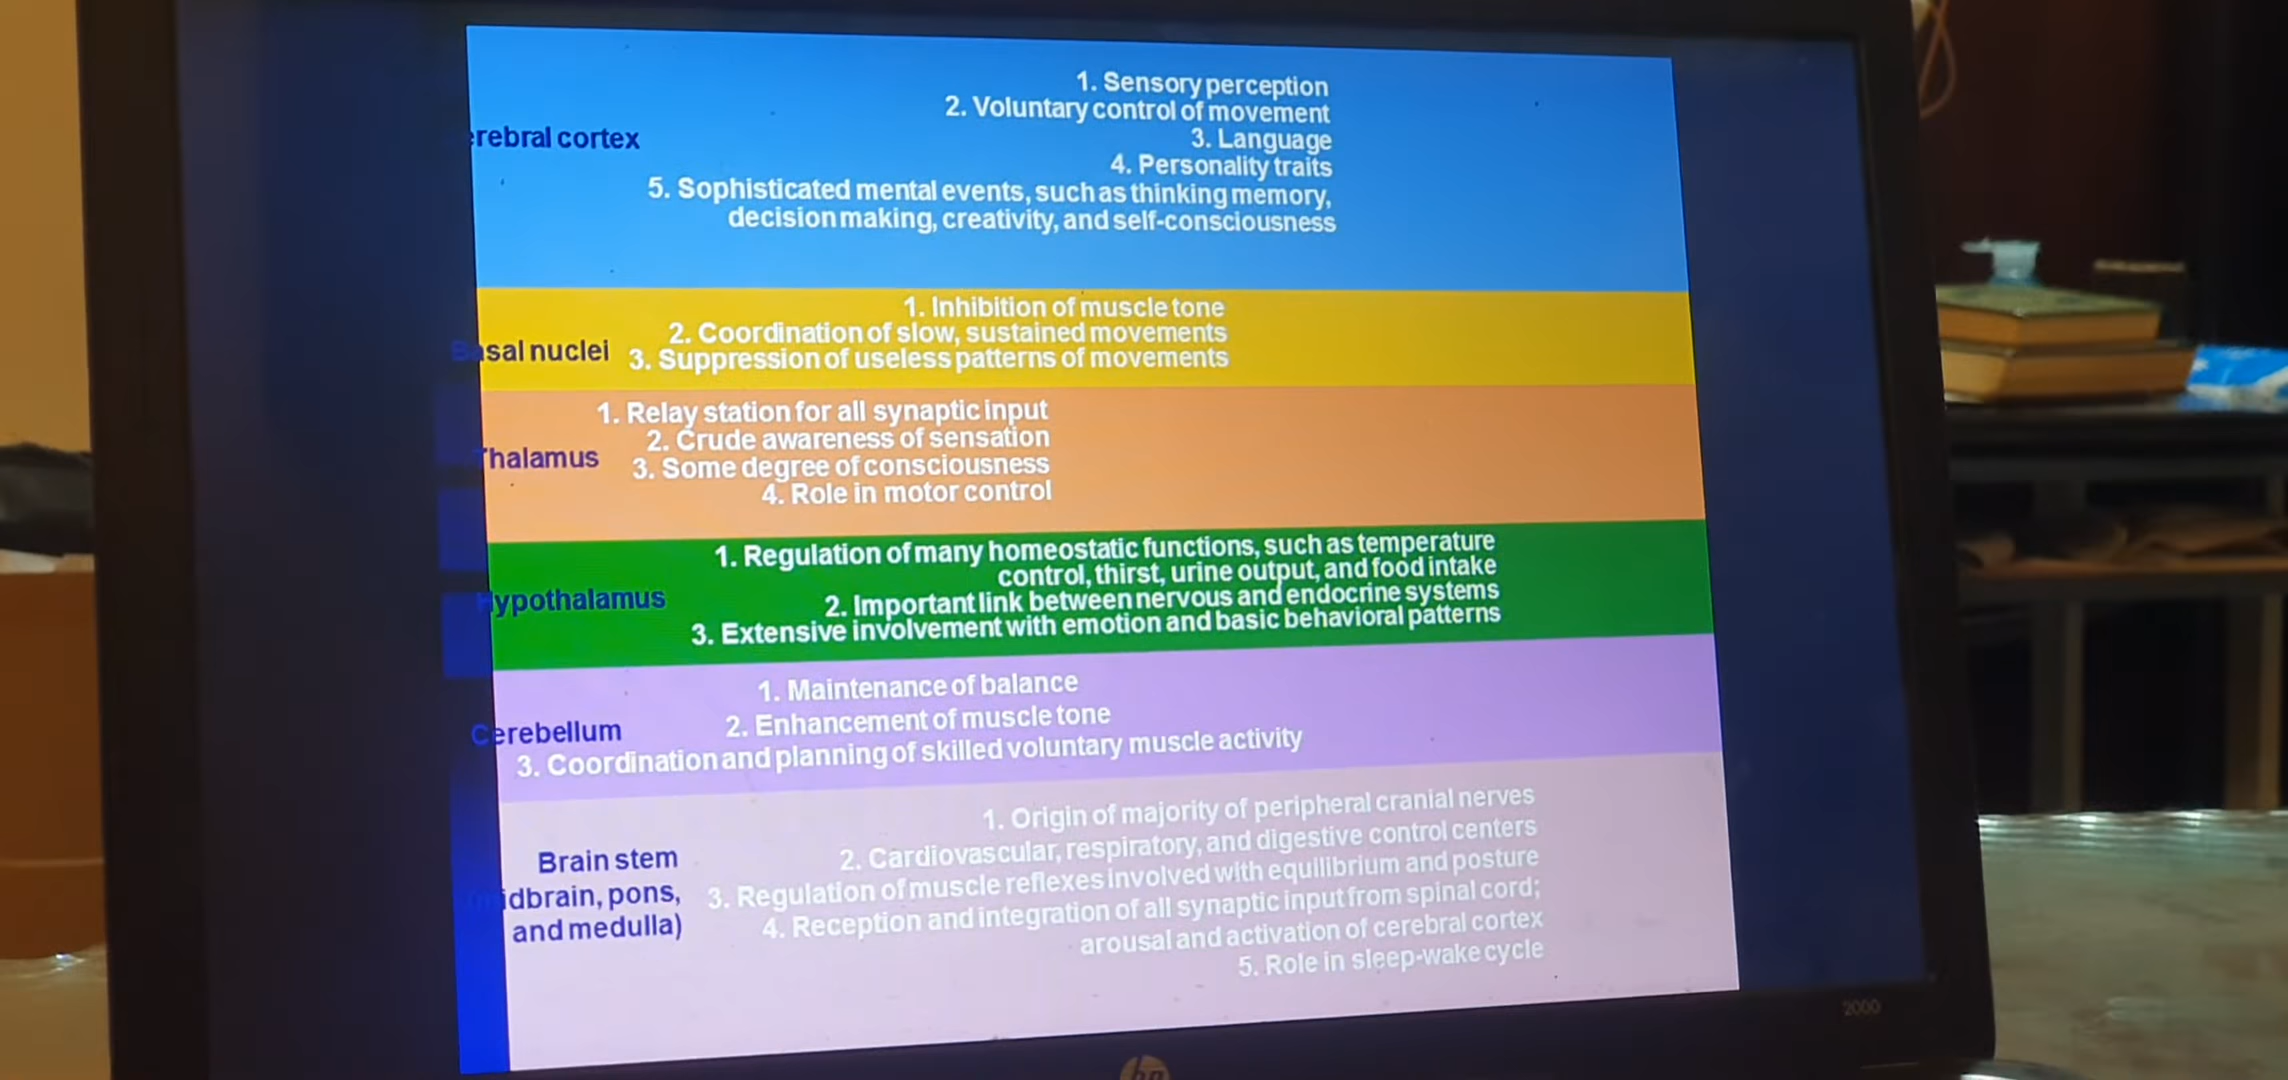 1. Sensory perception
2. Voluntary control of movement
3. Language
4. Personality traits
5. Sophisticated mental events, such as thinking memory,
decision making, creativity, and self-consciousness
erebral cortex
1. Inhibition of muscle tone
2. Coordination of slow, sustained movements
3. Suppression of useless patterns of movements
Basal nuclei
1. Relay station for all synaptic input
2. Crude awareness of sensation
3. Some degree of consciousness
4. Role in motor control
Thalamus
1. Regulation of many homeostatic functions, such as temperature
control, thirst, urine output, and food intake
2. Important link between nervous and endocrine systems
3. Extensive involvement with emotion and basic behavioral patterns
Hypothalamus
1. Maintenance of balance
2. Enhancement of muscle tone
3. Coordination and planning of skilled voluntary muscle activity
Cerebellum
1. Origin of majority of peripheral cranial nerves
2. Cardiovascular, respiratory, and digestive control centers
3. Regulation of muscle reflexes involved with equilibrium and posture
4. Reception and integration of all synaptic input from spinal cord;
arousal and activation of cerebral cortex
5. Role in sleep-wake cycle
Brain stem
(midbrain, pons,
and medulla)
2000
hp